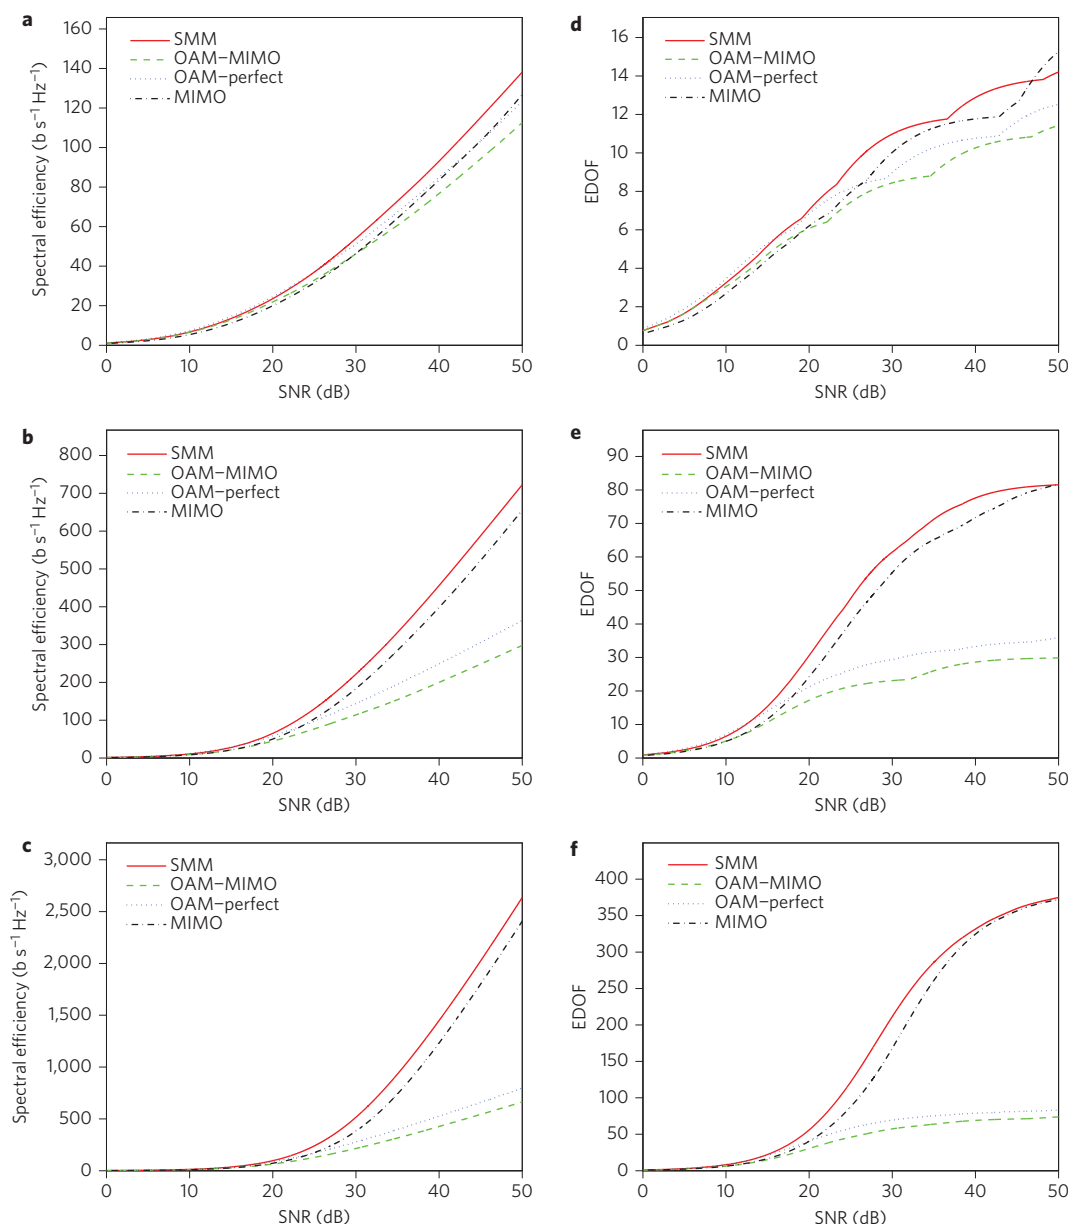 a
160
140
120
100
80
60
40
20
0
Spectral efficiency (b s⁻¹ Hz⁻¹)
SMM
OAM–MIMO
OAM–perfect
MIMO
0 10 20 30 40 50
SNR (dB)
d
16
14
12
10
8
6
4
2
0
EDOF
SMM
OAM–MIMO
OAM–perfect
MIMO
0 10 20 30 40 50
SNR (dB)
b
800
700
600
500
400
300
200
100
0
Spectral efficiency (b s⁻¹ Hz⁻¹)
SMM
OAM–MIMO
OAM–perfect
MIMO
0 10 20 30 40 50
SNR (dB)
e
90
80
70
60
50
40
30
20
10
0
EDOF
SMM
OAM–MIMO
OAM–perfect
MIMO
0 10 20 30 40 50
SNR (dB)
c
3,000
2,500
2,000
1,500
1,000
500
0
Spectral efficiency (b s⁻¹ Hz⁻¹)
SMM
OAM–MIMO
OAM–perfect
MIMO
0 10 20 30 40 50
SNR (dB)
f
400
350
300
250
200
150
100
50
0
EDOF
SMM
OAM–MIMO
OAM–perfect
MIMO
0 10 20 30 40 50
SNR (dB)